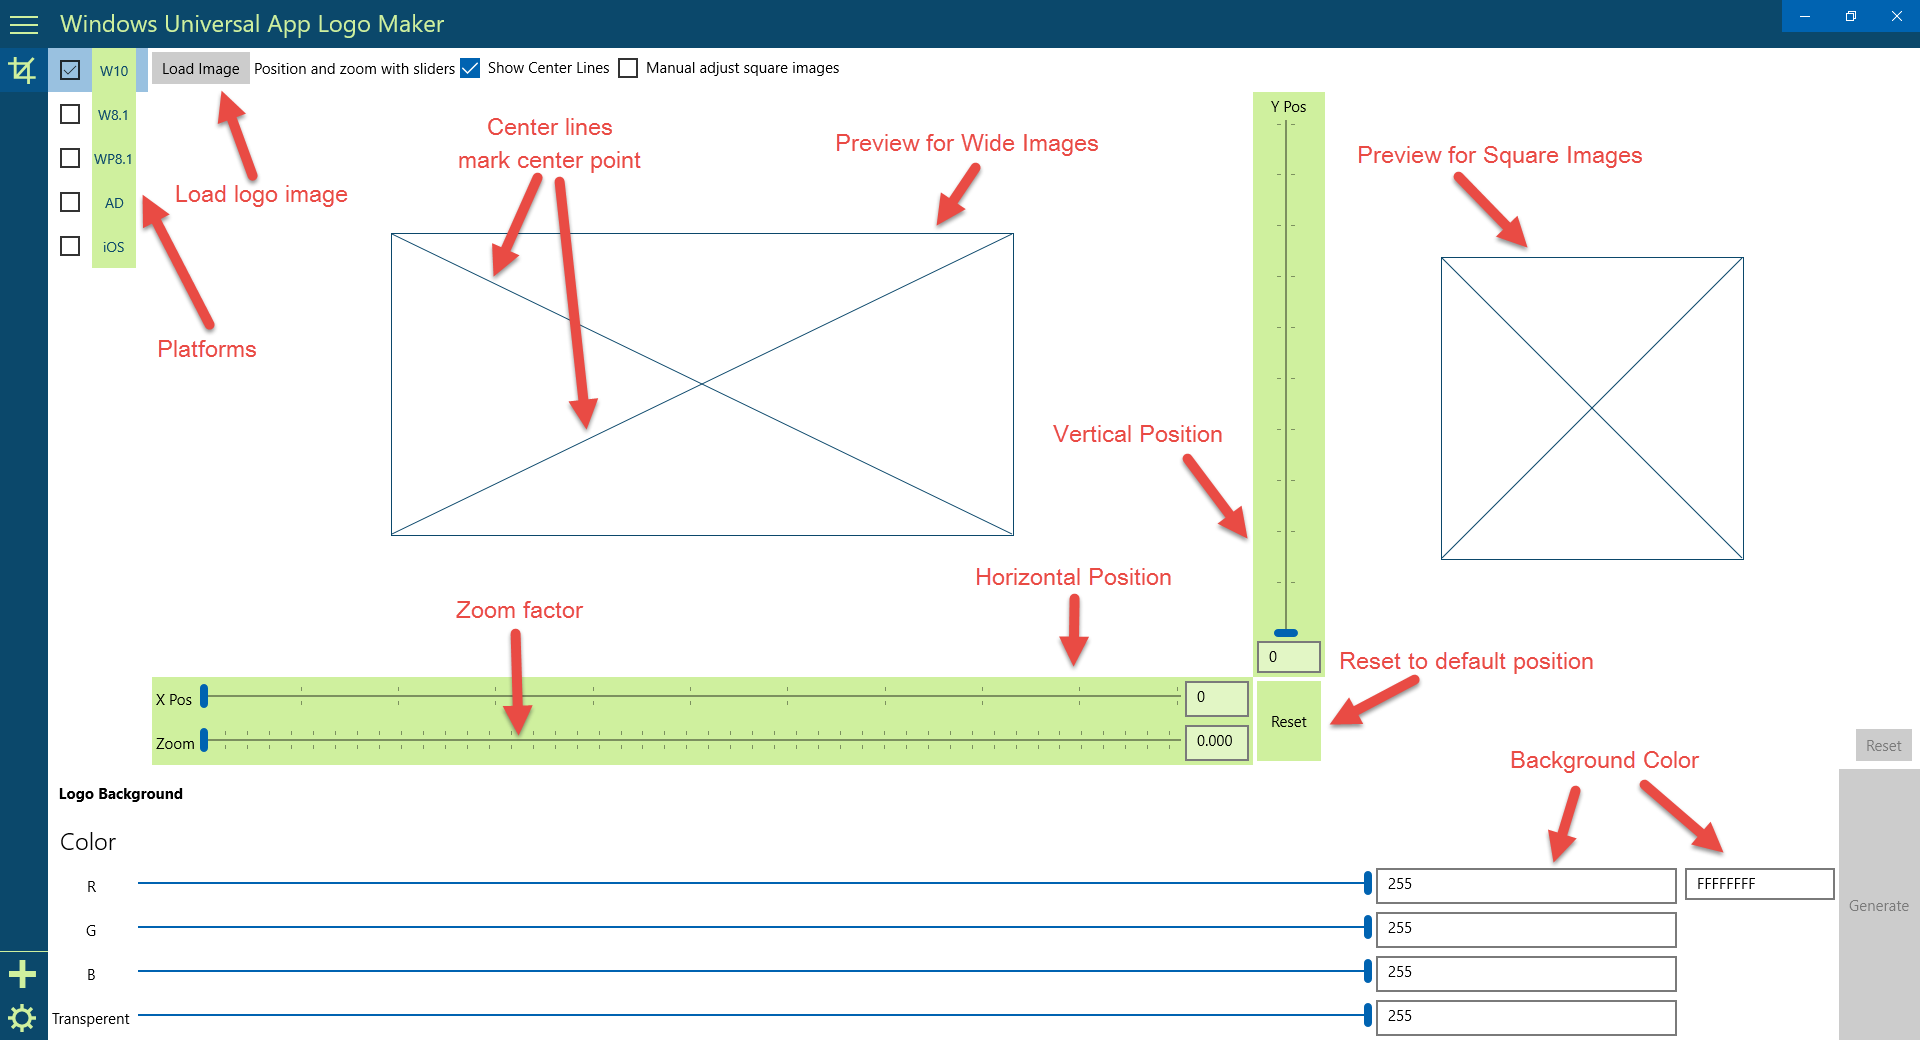 Windows Universal App Logo Maker
W10
Load Image
Position and zoom with sliders
Show Center Lines
Manual adjust square images
W8.1
WP8.1
AD
iOS
Load logo image
Platforms
Center lines
mark center point
Preview for Wide Images
Y Pos
Preview for Square Images
Vertical Position
Horizontal Position
Zoom factor
0
Reset to default position
X Pos
0
Zoom
0.000
Reset
Reset
Background Color
Logo Background
Color
R
255
FFFFFFFF
Generate
G
255
B
255
Transperent
255